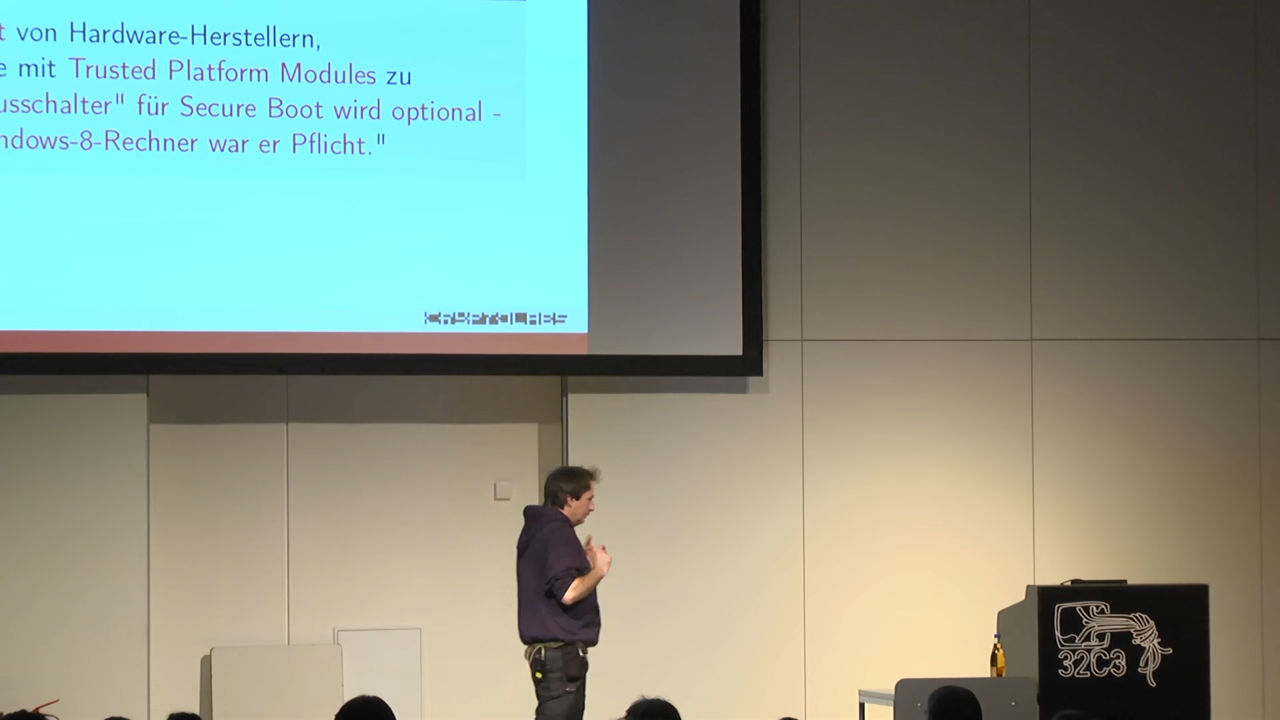 von Hardware-Herstellern,
mit Trusted Platform Modules zu
usschalter" für Secure Boot wird optional -
ndows-8-Rechner war er Pflicht."
CRYPTOLABS
32C3